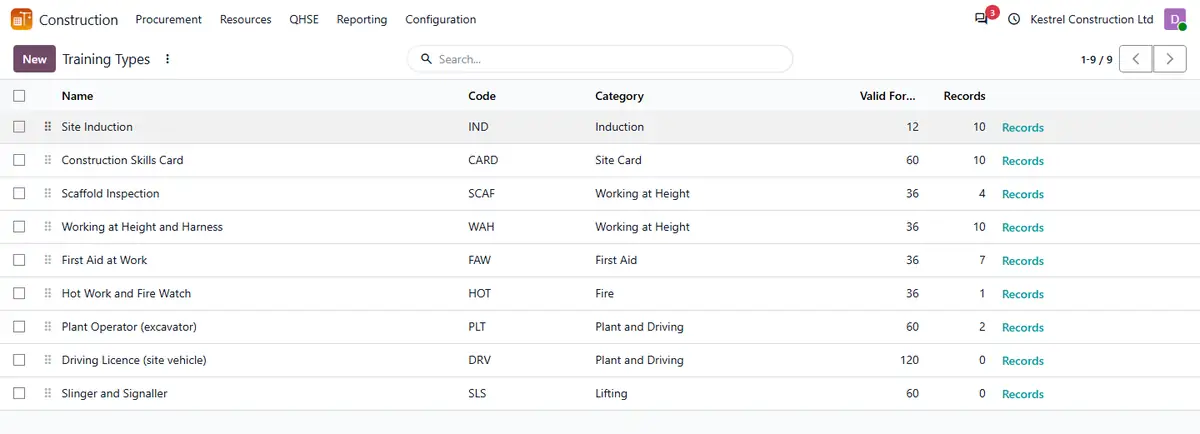 Construction Procurement Resources QHSE Reporting Configuration 3 Kestrel Construction Ltd D
New Training Types Search... 1-9 / 9
Name Code Category Valid For... Records
Site Induction IND Induction 12 10 Records
Construction Skills Card CARD Site Card 60 10 Records
Scaffold Inspection SCAF Working at Height 36 4 Records
Working at Height and Harness WAH Working at Height 36 10 Records
First Aid at Work FAW First Aid 36 7 Records
Hot Work and Fire Watch HOT Fire 36 1 Records
Plant Operator (excavator) PLT Plant and Driving 60 2 Records
Driving Licence (site vehicle) DRV Plant and Driving 120 0 Records
Slinger and Signaller SLS Lifting 60 0 Records